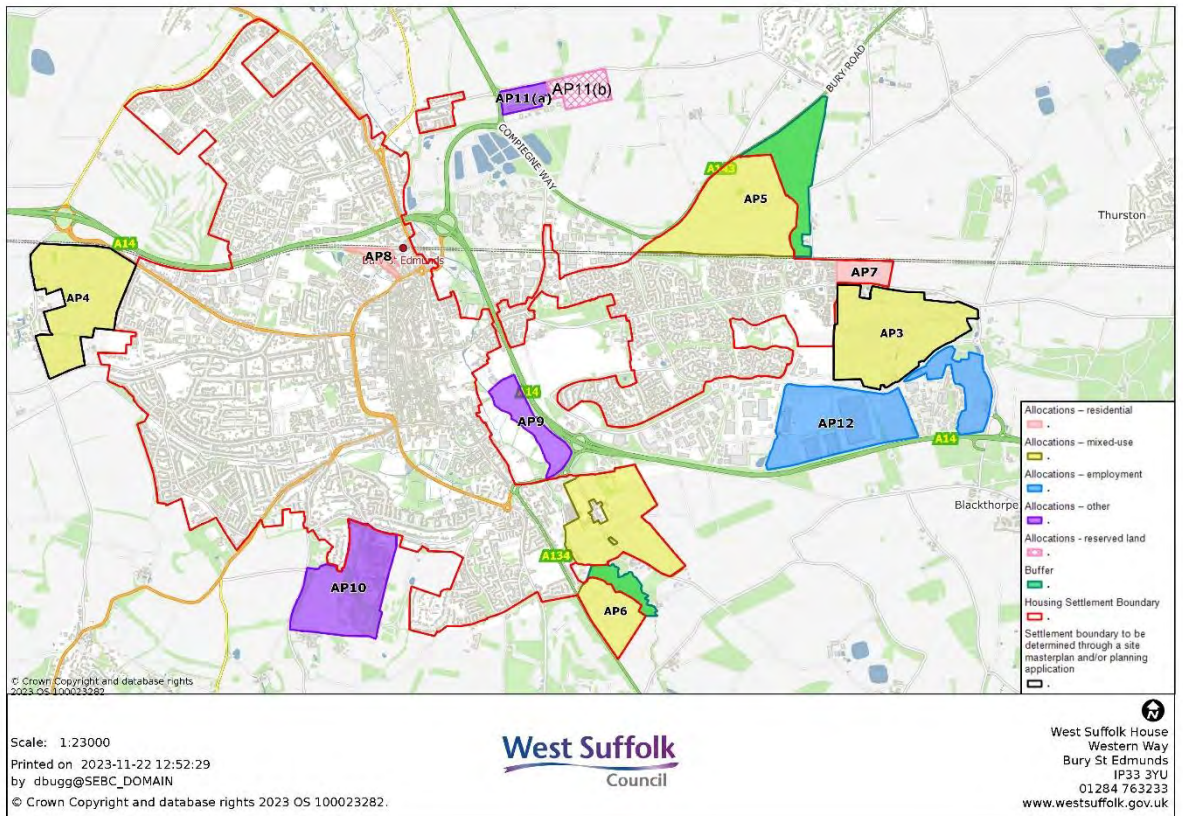 AP11(a)
AP11(b)
BURY ROAD
COMPIEGNE WAY
AP5
Thurston
A14
AP8
Bury St Edmunds
AP7
AP4
AP3
A14
AP9
AP12
A14
Blackthorpe
A134
AP10
AP6
Allocations – residential
Allocations – mixed-use
Allocations – employment
Allocations – other
Allocations - reserved land
Buffer
Housing Settlement Boundary
Settlement boundary to be
determined through a site
masterplan and/or planning
application
© Crown Copyright and database rights
2023 OS 100023282
Scale: 1:23000
Printed on 2023-11-22 12:52:29
by dbugg@SEBC_DOMAIN
© Crown Copyright and database rights 2023 OS 100023282.
West Suffolk
Council
N
West Suffolk House
Western Way
Bury St Edmunds
IP33 3YU
01284 763233
www.westsuffolk.gov.uk